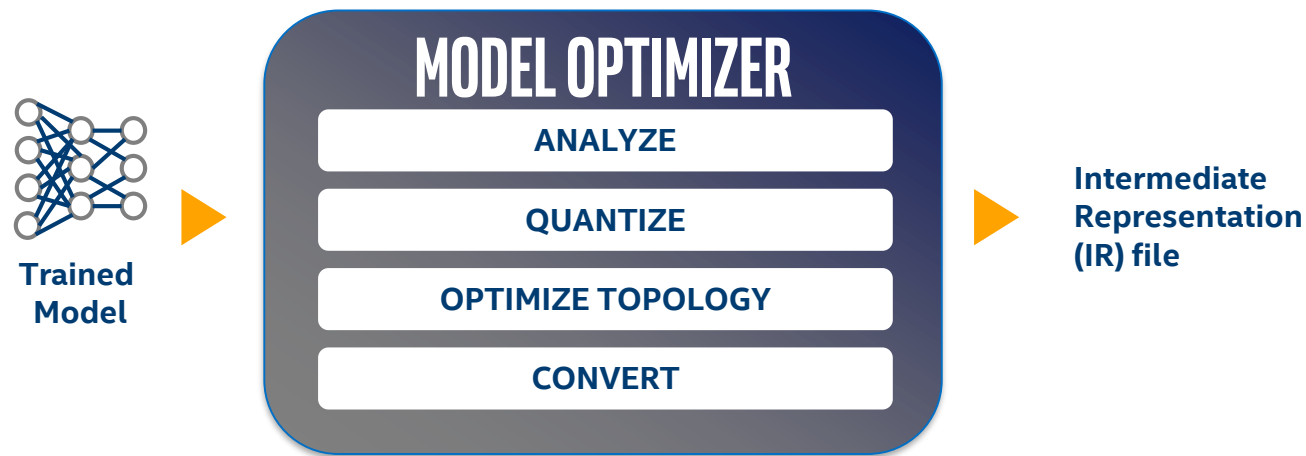 MODEL OPTIMIZER
ANALYZE
QUANTIZE
OPTIMIZE TOPOLOGY
CONVERT
Trained
Model
Intermediate
Representation
(IR) file